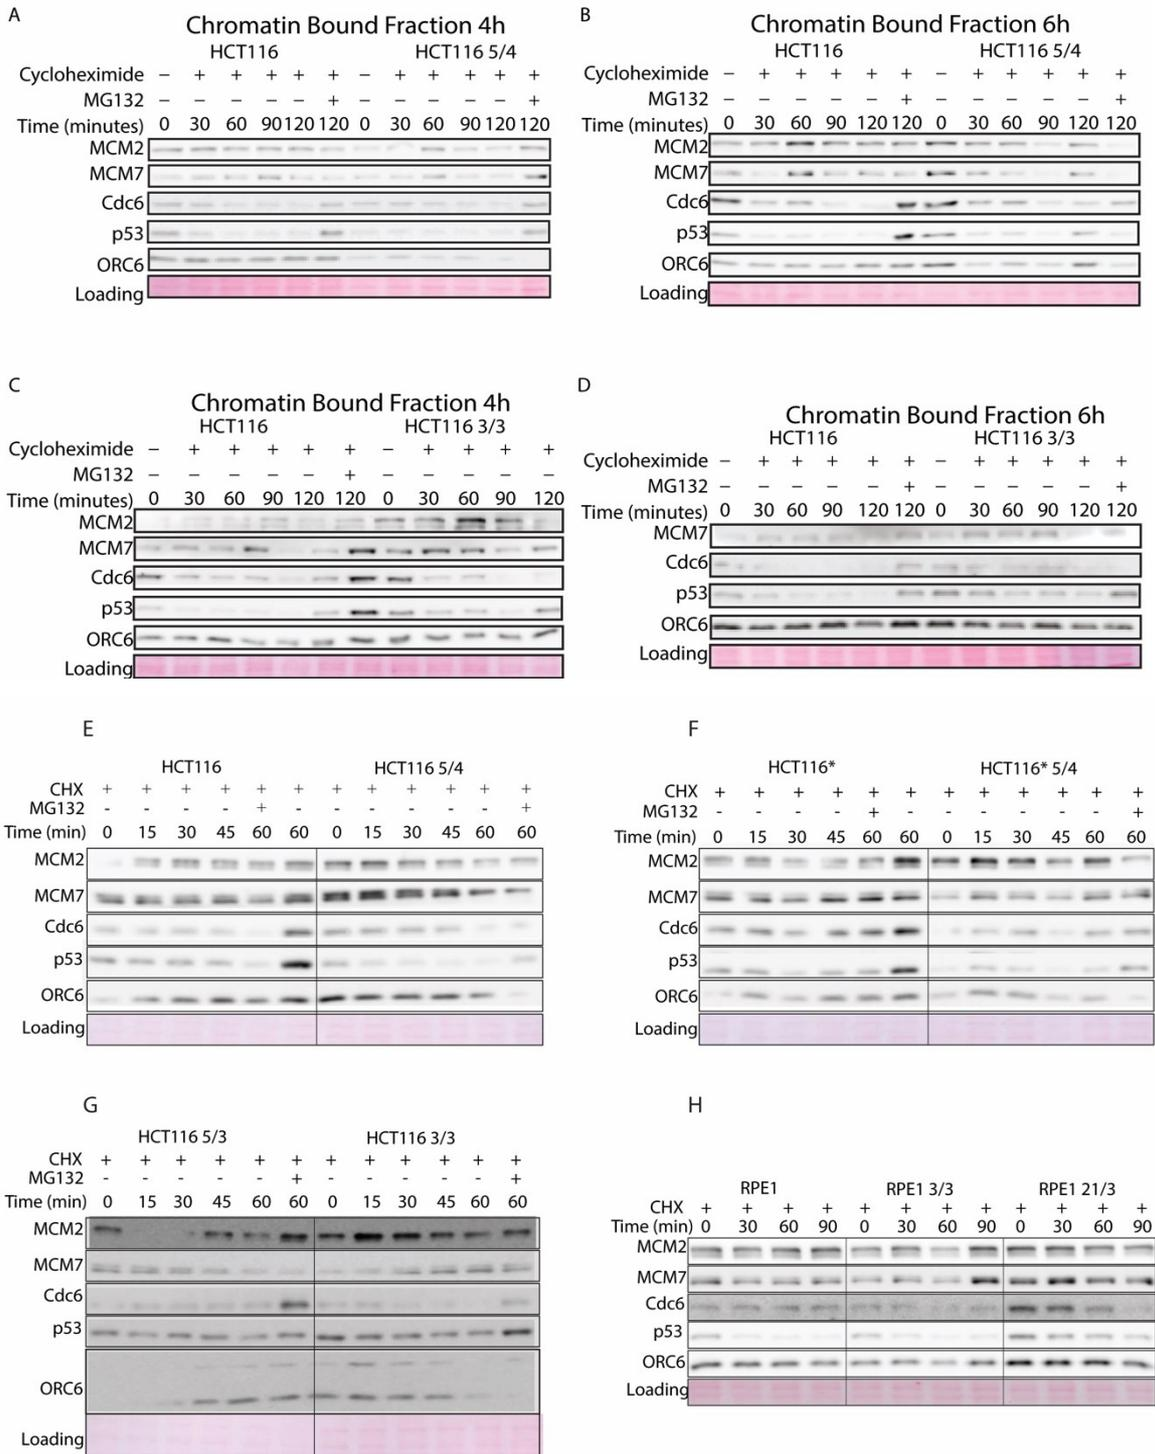 A
Chromatin Bound Fraction 4h
HCT116 HCT116 5/4
Cycloheximide − + + + + + − + + + + +
MG132 − − − − − + − − − − − +
Time (minutes) 0 30 60 90 120 120 0 30 60 90 120 120
MCM2
MCM7
Cdc6
p53
ORC6
Loading
B
Chromatin Bound Fraction 6h
HCT116 HCT116 5/4
Cycloheximide − + + + + + − + + + +
MG132 − − − − − + − − − − +
Time (minutes) 0 30 60 90 120 120 0 30 60 90 120 120
MCM2
MCM7
Cdc6
p53
ORC6
Loading
C
Chromatin Bound Fraction 4h
HCT116 HCT116 3/3
Cycloheximide − + + + + + − + + + +
MG132 − − − − − + − − − − −
Time (minutes) 0 30 60 90 120 120 0 30 60 90 120
MCM2
MCM7
Cdc6
p53
ORC6
Loading
D
Chromatin Bound Fraction 6h
HCT116 HCT116 3/3
Cycloheximide − + + + + + − + + + + +
MG132 − − − − − + − − − − − +
Time (minutes) 0 30 60 90 120 120 0 30 60 90 120 120
MCM7
Cdc6
p53
ORC6
Loading
E
HCT116 HCT116 5/4
CHX + + + + + + + + + + + +
MG132 - - - - + - - - - - - +
Time (min) 0 15 30 45 60 60 0 15 30 45 60 60
MCM2
MCM7
Cdc6
p53
ORC6
Loading
F
HCT116* HCT116* 5/4
CHX + + + + + + + + + + + +
MG132 - - - - + - - - - - - +
Time (min) 0 15 30 45 60 60 0 15 30 45 60 60
MCM2
MCM7
Cdc6
p53
ORC6
Loading
G
HCT116 5/3 HCT116 3/3
CHX + + + + + + + + + + + +
MG132 - - - - - + - - - - - +
Time (min) 0 15 30 45 60 60 0 15 30 45 60 60
MCM2
MCM7
Cdc6
p53
ORC6
Loading
H
RPE1 RPE1 3/3 RPE1 21/3
CHX + + + + + + + + + + + +
Time (min) 0 30 60 90 0 30 60 90 0 30 60 90
MCM2
MCM7
Cdc6
p53
ORC6
Loading